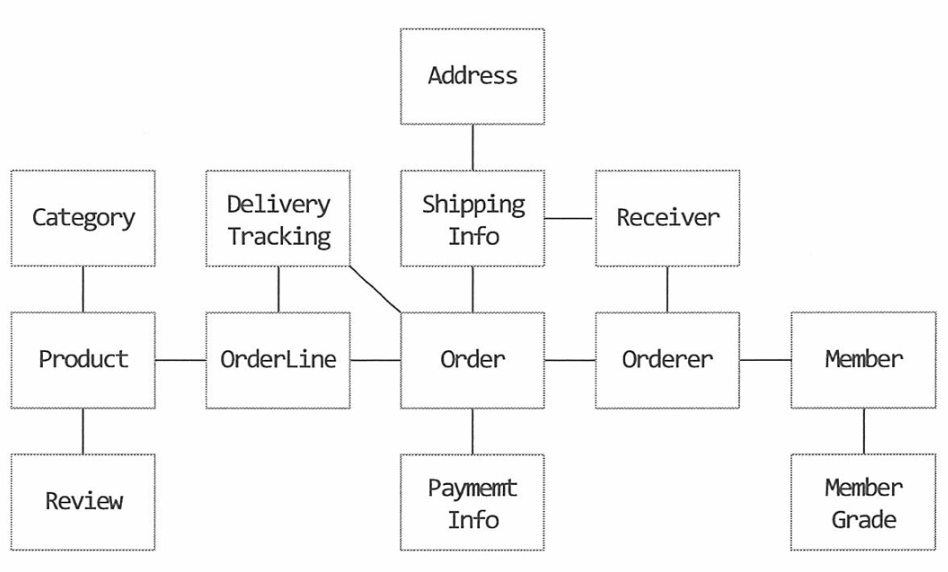 Address
Category
Delivery
Tracking
Shipping
Info
Receiver
Product
OrderLine
Order
Orderer
Member
Review
Paymemt
Info
Member
Grade